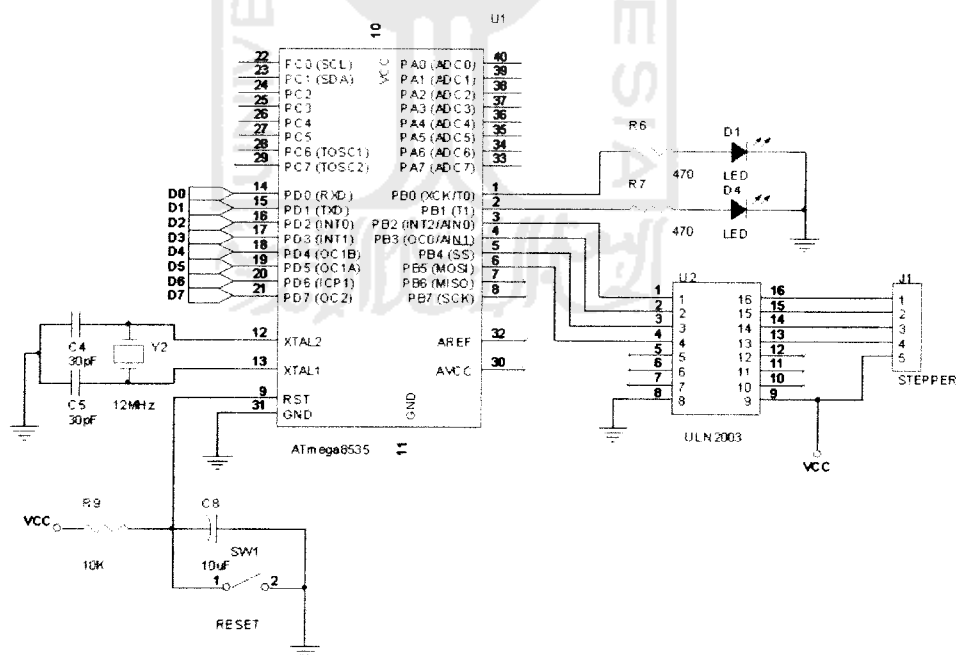 U1
10
VCC
22 PC0 (SCL) PA0 (ADC0) 40
23 PC1 (SDA) PA1 (ADC1) 39
24 PC2 PA2 (ADC2) 38
25 PC3 PA3 (ADC3) 37
26 PC4 PA4 (ADC4) 36
27 PC5 PA5 (ADC5) 35
28 PC6 (TOSC1) PA6 (ADC6) 34
29 PC7 (TOSC2) PA7 (ADC7) 33
D0 14 PD0 (RXD) PB0 (XCK/T0) 1
D1 15 PD1 (TXD) PB1 (T1) 2
D2 16 PD2 (INT0) PB2 (INT2/AIN0) 3
D3 17 PD3 (INT1) PB3 (OC0/AIN1) 4
D4 18 PD4 (OC1B) PB4 (SS) 5
D5 19 PD5 (OC1A) PB5 (MOSI) 6
D6 20 PD6 (ICP1) PB6 (MISO) 7
D7 21 PD7 (OC2) PB7 (SCK) 8
12 XTAL2 AREF 32
13 XTAL1 AVCC 30
9 RST
31 GND
GND
11
ATmega8535
R6 D1
470 LED
R7 D4
470 LED
C4 Y2
30pF
C5 12MHz
30pF
U2
1 1 16 16
2 2 15 15
3 3 14 14
4 4 13 13
5 5 12 12
6 6 11 11
7 7 10 10
8 8 9 9
ULN2003
J1
1
2
3
4
5
STEPPER
VCC
VCC R9 C8
10K 10uF
SW1
1 2
RESET
ESIA